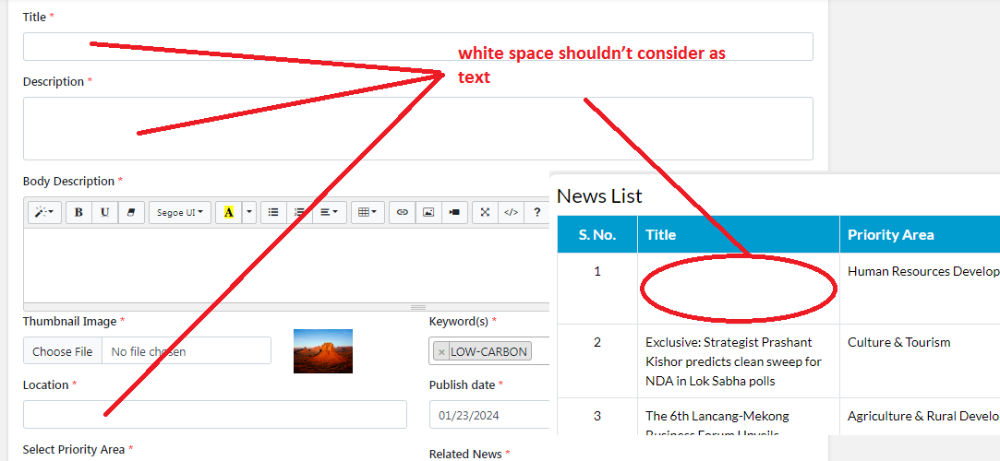 Title *
white space shouldn't consider as
text
Description *
Body Description *
B U Segoe UI A </> ?
Thumbnail Image *
Choose File No file chosen
Keyword(s) *
× LOW-CARBON
Location *
Publish date *
01/23/2024
Select Priority Area *
Related News *
News List
S. No. Title Priority Area
1 Human Resources Develop
2 Exclusive: Strategist Prashant Culture & Tourism
Kishor predicts clean sweep for
NDA in Lok Sabha polls
3 The 6th Lancang-Mekong Agriculture & Rural Develo
Business Forum Unveils